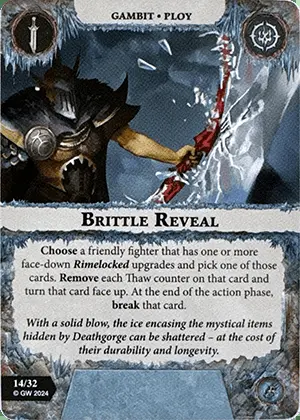 GAMBIT • PLOY
BRITTLE REVEAL
Choose a friendly fighter that has one or more
face-down Rimelocked upgrades and pick one of those
cards. Remove each Thaw counter on that card and
turn that card face up. At the end of the action phase,
break that card.
With a solid blow, the ice encasing the mystical items
hidden by Deathgorge can be shattered – at the cost of
their durability and longevity.
14/32
© GW 2024